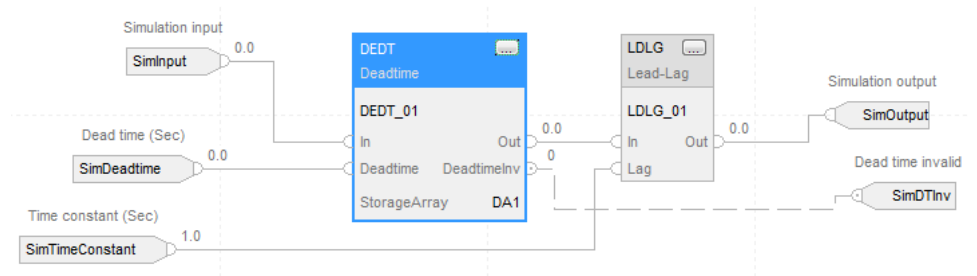 Simulation input
SimInput
0.0
Dead time (Sec)
SimDeadtime
0.0
Time constant (Sec)
SimTimeConstant
1.0
DEDT
...
Deadtime
DEDT_01
In
Out
0.0
Deadtime
DeadtimeInv
0
StorageArray
DA1
LDLG
...
Lead-Lag
LDLG_01
In
Out
0.0
Lag
Simulation output
SimOutput
Dead time invalid
SimDTInv